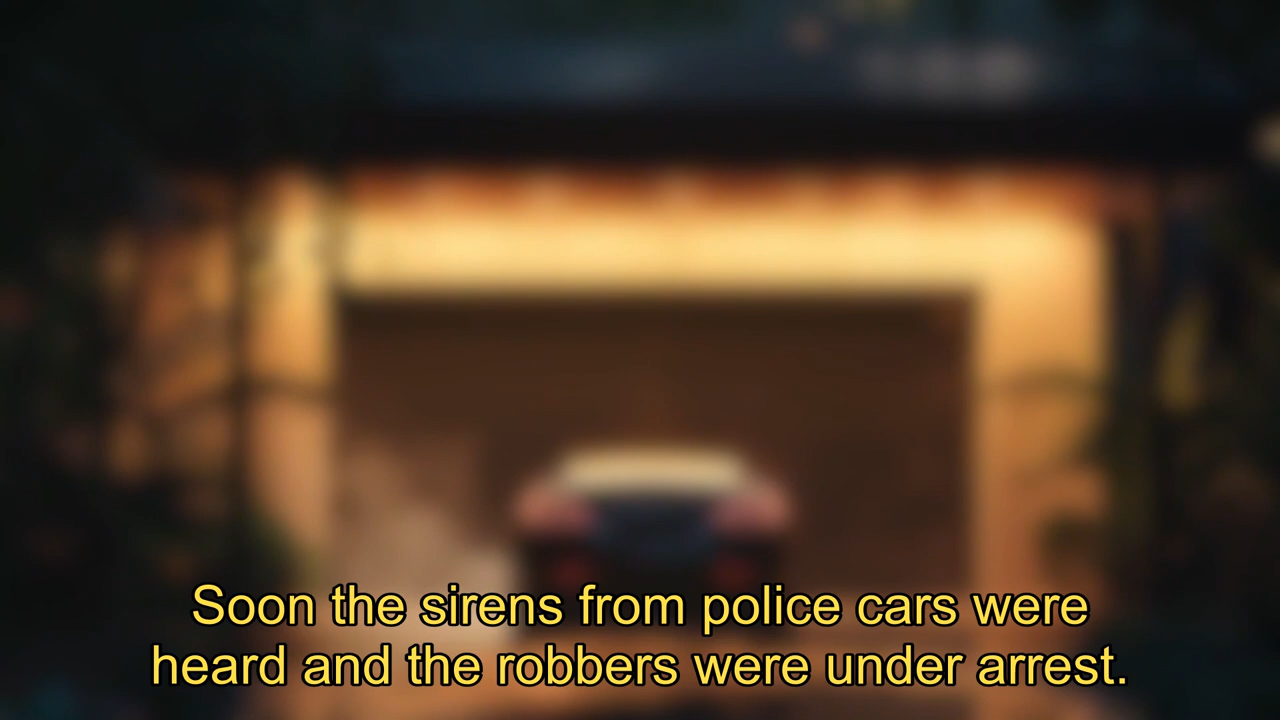 Soon the sirens from police cars were
heard and the robbers were under arrest.